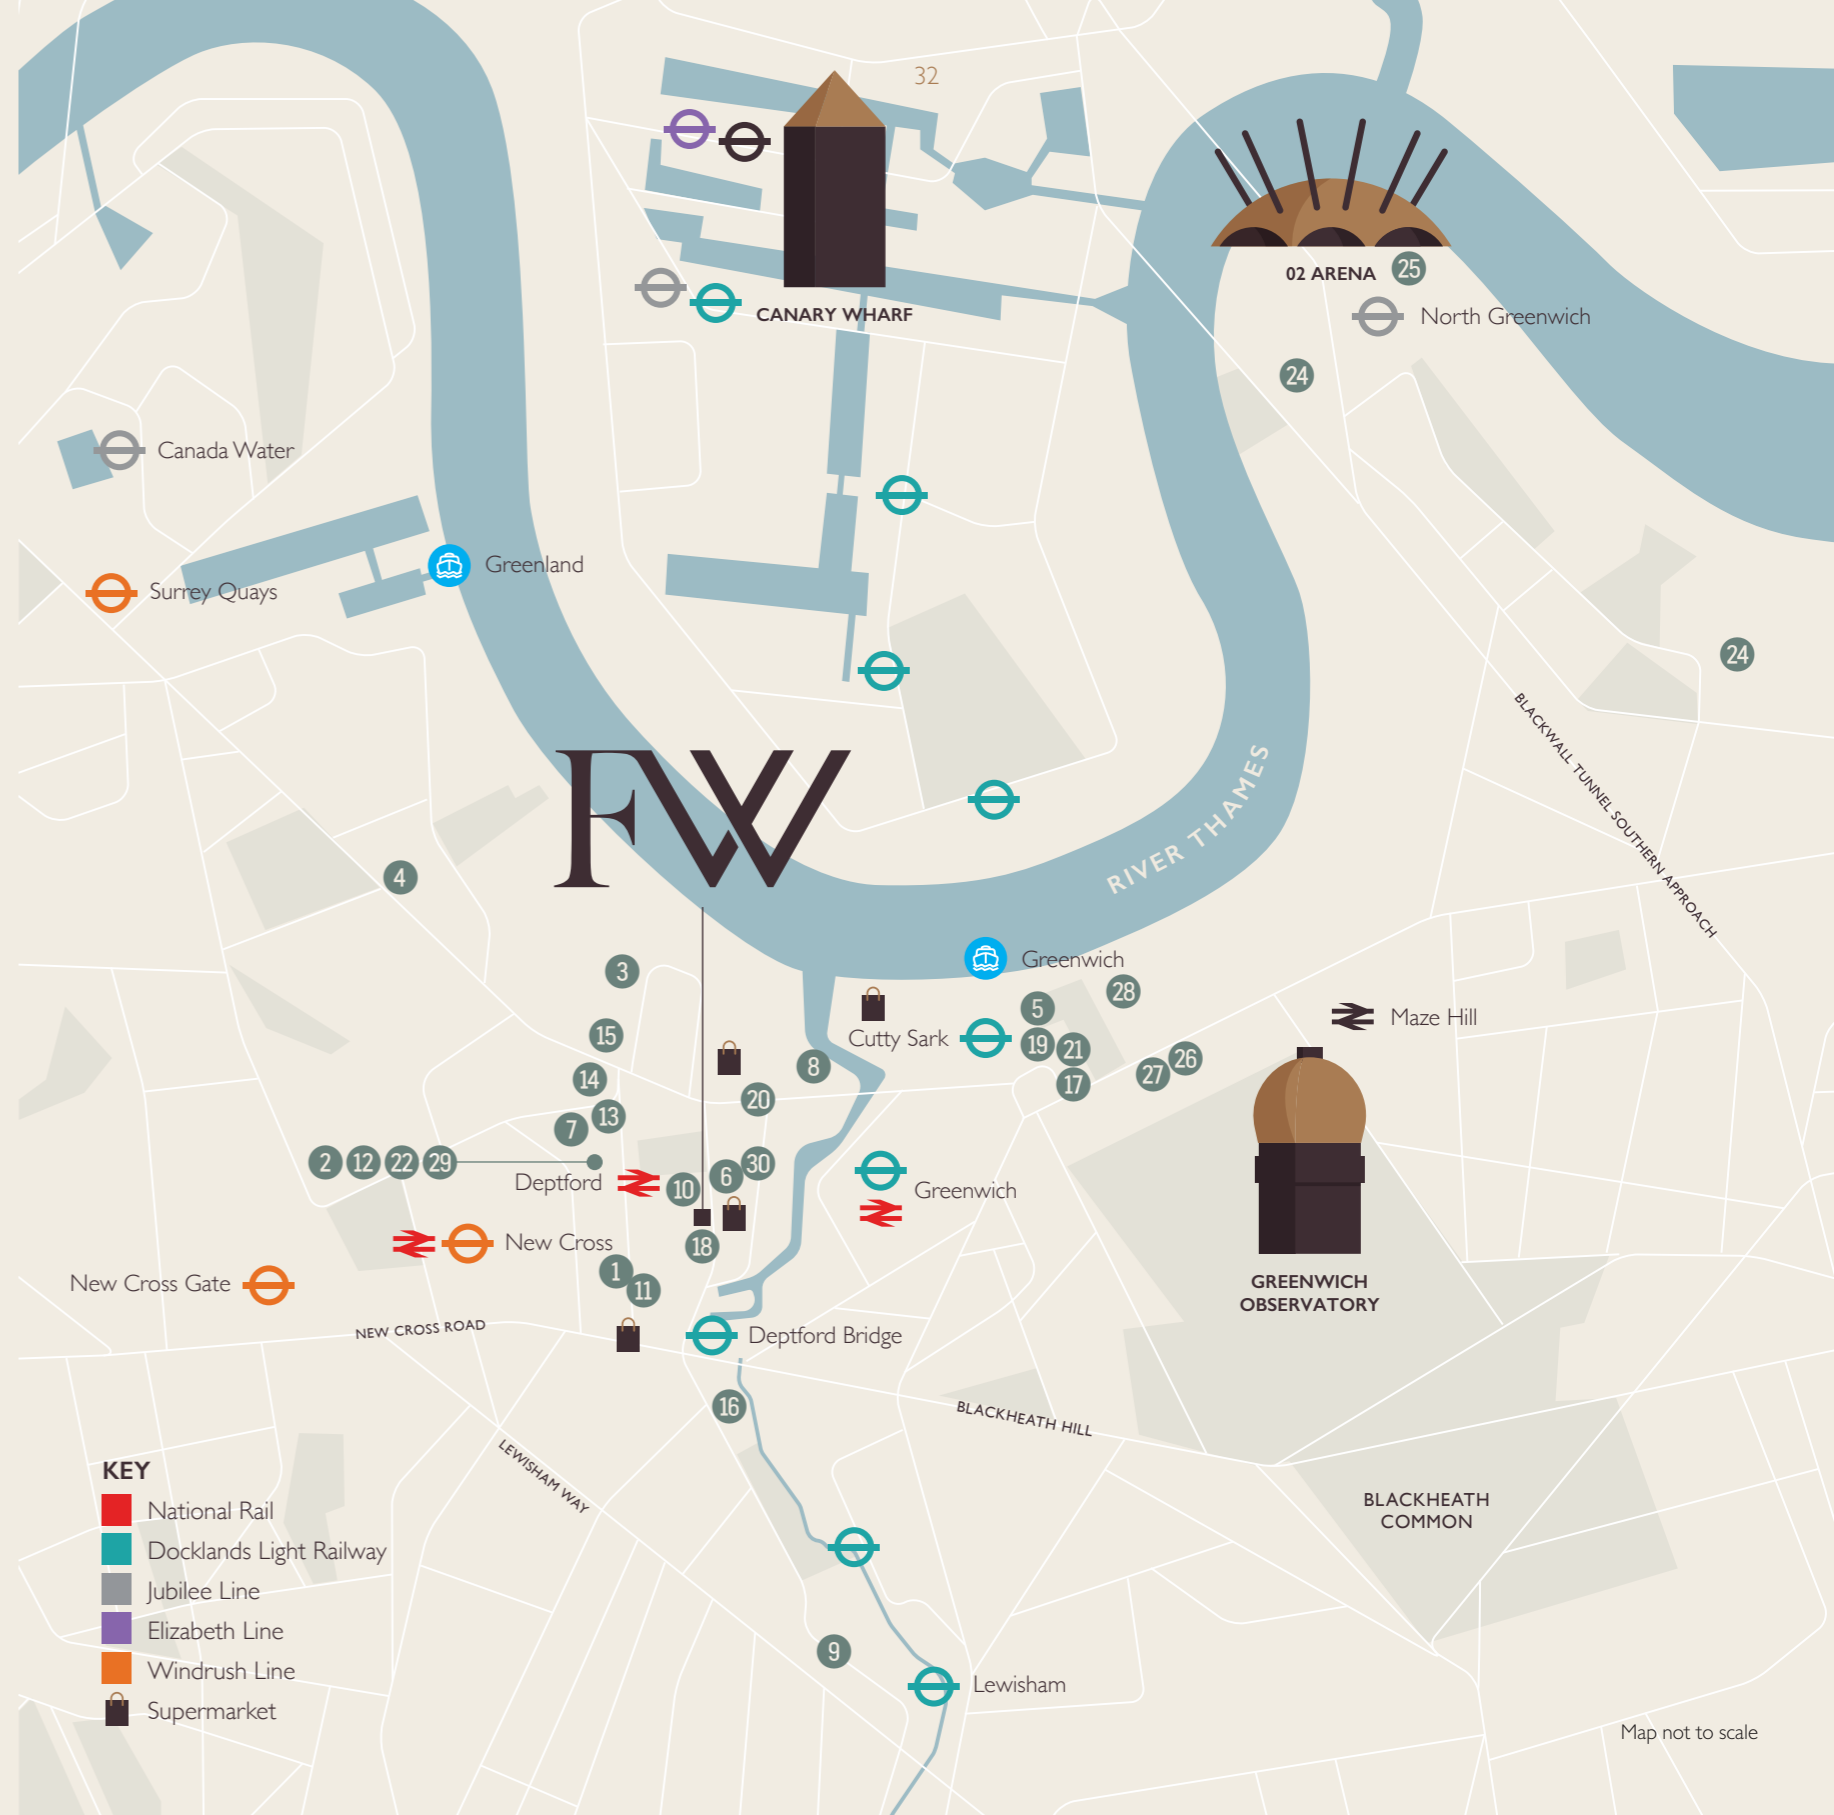 32
CANARY WHARF
02 ARENA
25
North Greenwich
24
Canada Water
Greenland
Surrey Quays
24
BLACKWALL TUNNEL SOUTHERN APPROACH
FW
RIVER THAMES
4
3
Greenwich
28
5
15
Cutty Sark
19
21
Maze Hill
8
26
27
14
17
20
13
7
2
12
22
29
30
Deptford
10
6
Greenwich
New Cross
18
1
11
New Cross Gate
GREENWICH
OBSERVATORY
NEW CROSS ROAD
Deptford Bridge
16
BLACKHEATH HILL
LEWISHAM WAY
BLACKHEATH
COMMON
KEY
National Rail
Docklands Light Railway
Jubilee Line
Elizabeth Line
Windrush Line
Supermarket
9
Lewisham
Map not to scale